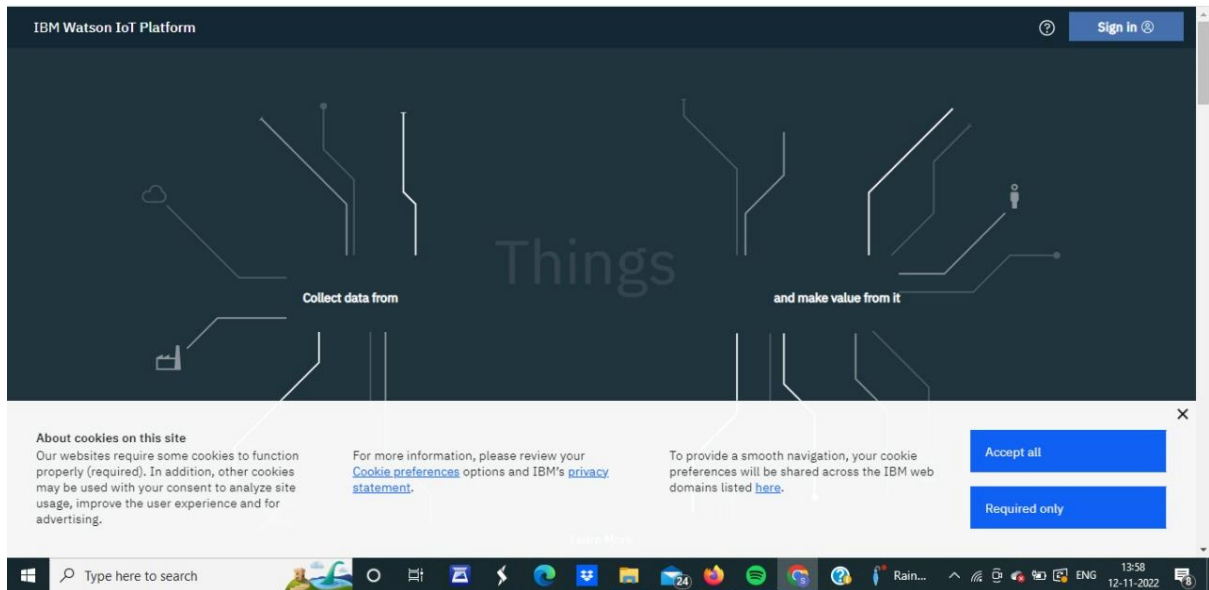 IBM Watson IoT Platform
Sign in
Things
Collect data from
and make value from it
About cookies on this site
Our websites require some cookies to function
properly (required). In addition, other cookies
may be used with your consent to analyze site
usage, improve the user experience and for
advertising.
For more information, please review your
Cookie preferences options and IBM's privacy
statement.
To provide a smooth navigation, your cookie
preferences will be shared across the IBM web
domains listed here.
Accept all
Required only
Learn More
Type here to search
24
Rain...
ENG
13:58
12-11-2022
8